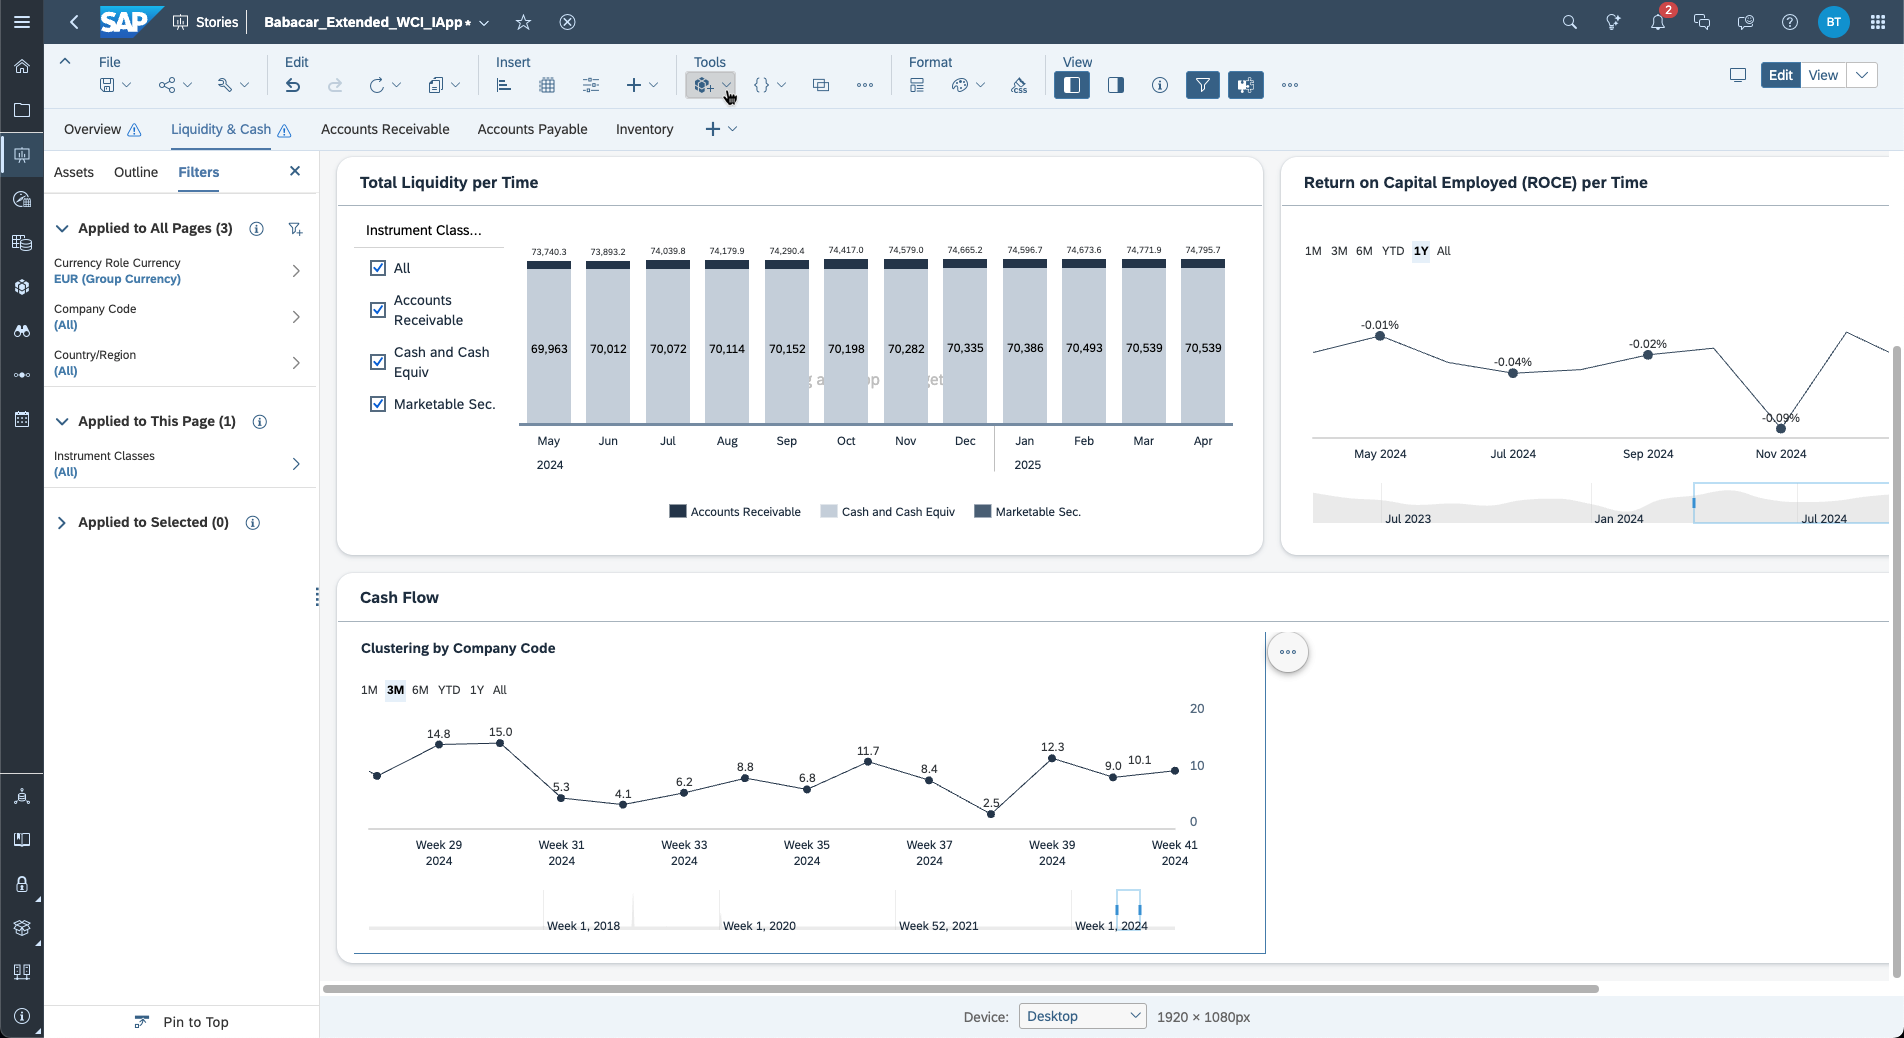 SAP Stories Babacar_Extended_WCI_IApp* 2 BT
File Edit Insert Tools Format View
CSS Edit View
Overview Liquidity & Cash Accounts Receivable Accounts Payable Inventory
Assets Outline Filters
Applied to All Pages (3)
Currency Role Currency
EUR (Group Currency)
Company Code
(All)
Country/Region
(All)
Applied to This Page (1)
Instrument Classes
(All)
Applied to Selected (0)
Pin to Top
Total Liquidity per Time
Instrument Class...
All
Accounts
Receivable
Cash and Cash
Equiv
Marketable Sec.
73,740.3 73,893.2 74,039.8 74,179.9 74,290.4 74,417.0 74,579.0 74,665.2 74,596.7 74,673.6 74,771.9 74,795.7
69,963 70,012 70,072 70,114 70,152 70,198 70,282 70,335 70,386 70,493 70,539 70,539
May Jun Jul Aug Sep Oct Nov Dec Jan Feb Mar Apr
2024 2025
Accounts Receivable Cash and Cash Equiv Marketable Sec.
Return on Capital Employed (ROCE) per Time
1M 3M 6M YTD 1Y All
-0.01%
-0.02%
-0.04%
-0.09%
May 2024 Jul 2024 Sep 2024 Nov 2024
Jul 2023 Jan 2024 Jul 2024
Cash Flow
Clustering by Company Code
1M 3M 6M YTD 1Y All
20
10
0
14.8 15.0 5.3 4.1 6.2 8.8 6.8 11.7 8.4 2.5 12.3 9.0 10.1
Week 29 Week 31 Week 33 Week 35 Week 37 Week 39 Week 41
2024 2024 2024 2024 2024 2024 2024
Week 1, 2018 Week 1, 2020 Week 52, 2021 Week 1, 2024
Device: Desktop 1920 × 1080px